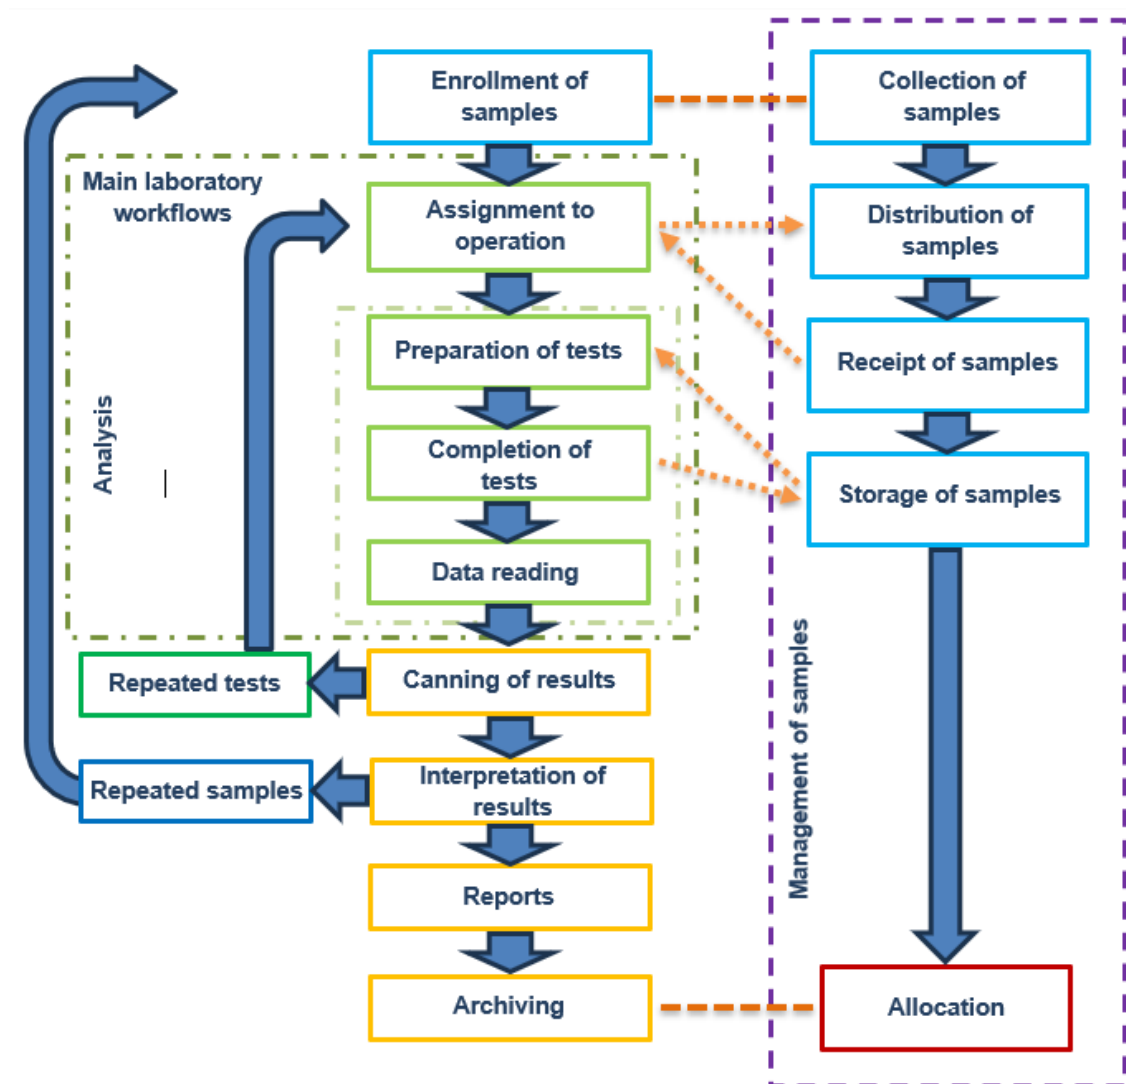 Enrollment of
samples
Collection of
samples
Main laboratory
workflows
Assignment to
operation
Distribution of
samples
Preparation of tests
Receipt of samples
Analysis
Completion of
tests
Storage of samples
Data reading
Repeated tests
Canning of results
Management of samples
Repeated samples
Interpretation of
results
Reports
Archiving
Allocation